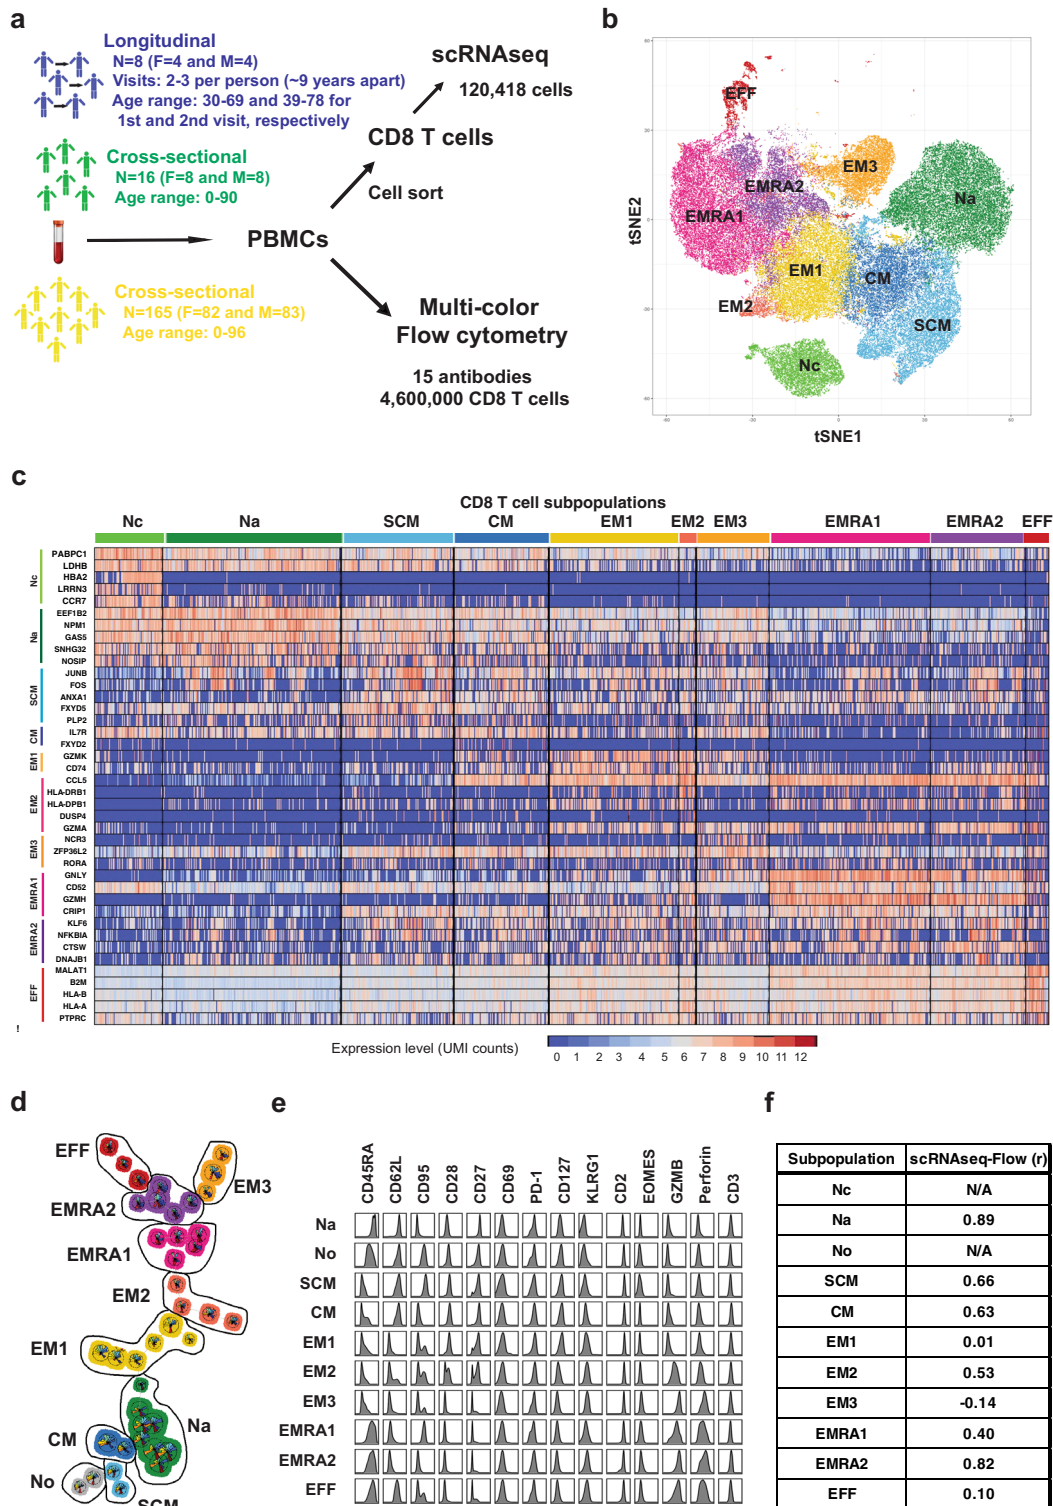 a
Longitudinal
N=8 (F=4 and M=4)
Visits: 2-3 per person (~9 years apart)
Age range: 30-69 and 39-78 for
1st and 2nd visit, respectively
Cross-sectional
N=16 (F=8 and M=8)
Age range: 0-90
Cross-sectional
N=165 (F=82 and M=83)
Age range: 0-96
PBMCs
scRNAseq
120,418 cells
CD8 T cells
Cell sort
Multi-color
Flow cytometry
15 antibodies
4,600,000 CD8 T cells
b
tSNE2
60
30
0
-30
-60
EFF
EM3
EMRA2
Na
EMRA1
EM1
CM
EM2
SCM
Nc
-60
-30
0
30
60
tSNE1
c
CD8 T cell subpopulations
Nc Na SCM CM EM1 EM2 EM3 EMRA1 EMRA2 EFF
Nc
PABPC1
LDHB
HBA2
LRRN3
CCR7
Na
EEF1B2
NPM1
GAS5
SNHG32
NOSIP
SCM
JUNB
FOS
ANXA1
FXYD5
PLP2
CM
IL7R
FXYD2
EM1
GZMK
CD74
EM2
CCL5
HLA-DRB1
HLA-DPB1
DUSP4
GZMA
EM3
NCR3
ZFP36L2
RORA
EMRA1
GNLY
CD52
GZMH
CRIP1
EMRA2
KLF6
NFKBIA
CTSW
DNAJB1
EFF
MALAT1
B2M
HLA-B
HLA-A
PTPRC
!
Expression level (UMI counts)
0 1 2 3 4 5 6 7 8 9 10 11 12
d
EFF
EM3
EMRA2
EMRA1
EM2
EM1
Na
CM
No
SCM
e
CD45RA CD62L CD95 CD28 CD27 CD69 PD-1 CD127 KLRG1 CD2 EOMES GZMB Perforin CD3
Na
No
SCM
CM
EM1
EM2
EM3
EMRA1
EMRA2
EFF
f
Subpopulation scRNAseq-Flow (r)
Nc N/A
Na 0.89
No N/A
SCM 0.66
CM 0.63
EM1 0.01
EM2 0.53
EM3 -0.14
EMRA1 0.40
EMRA2 0.82
EFF 0.10